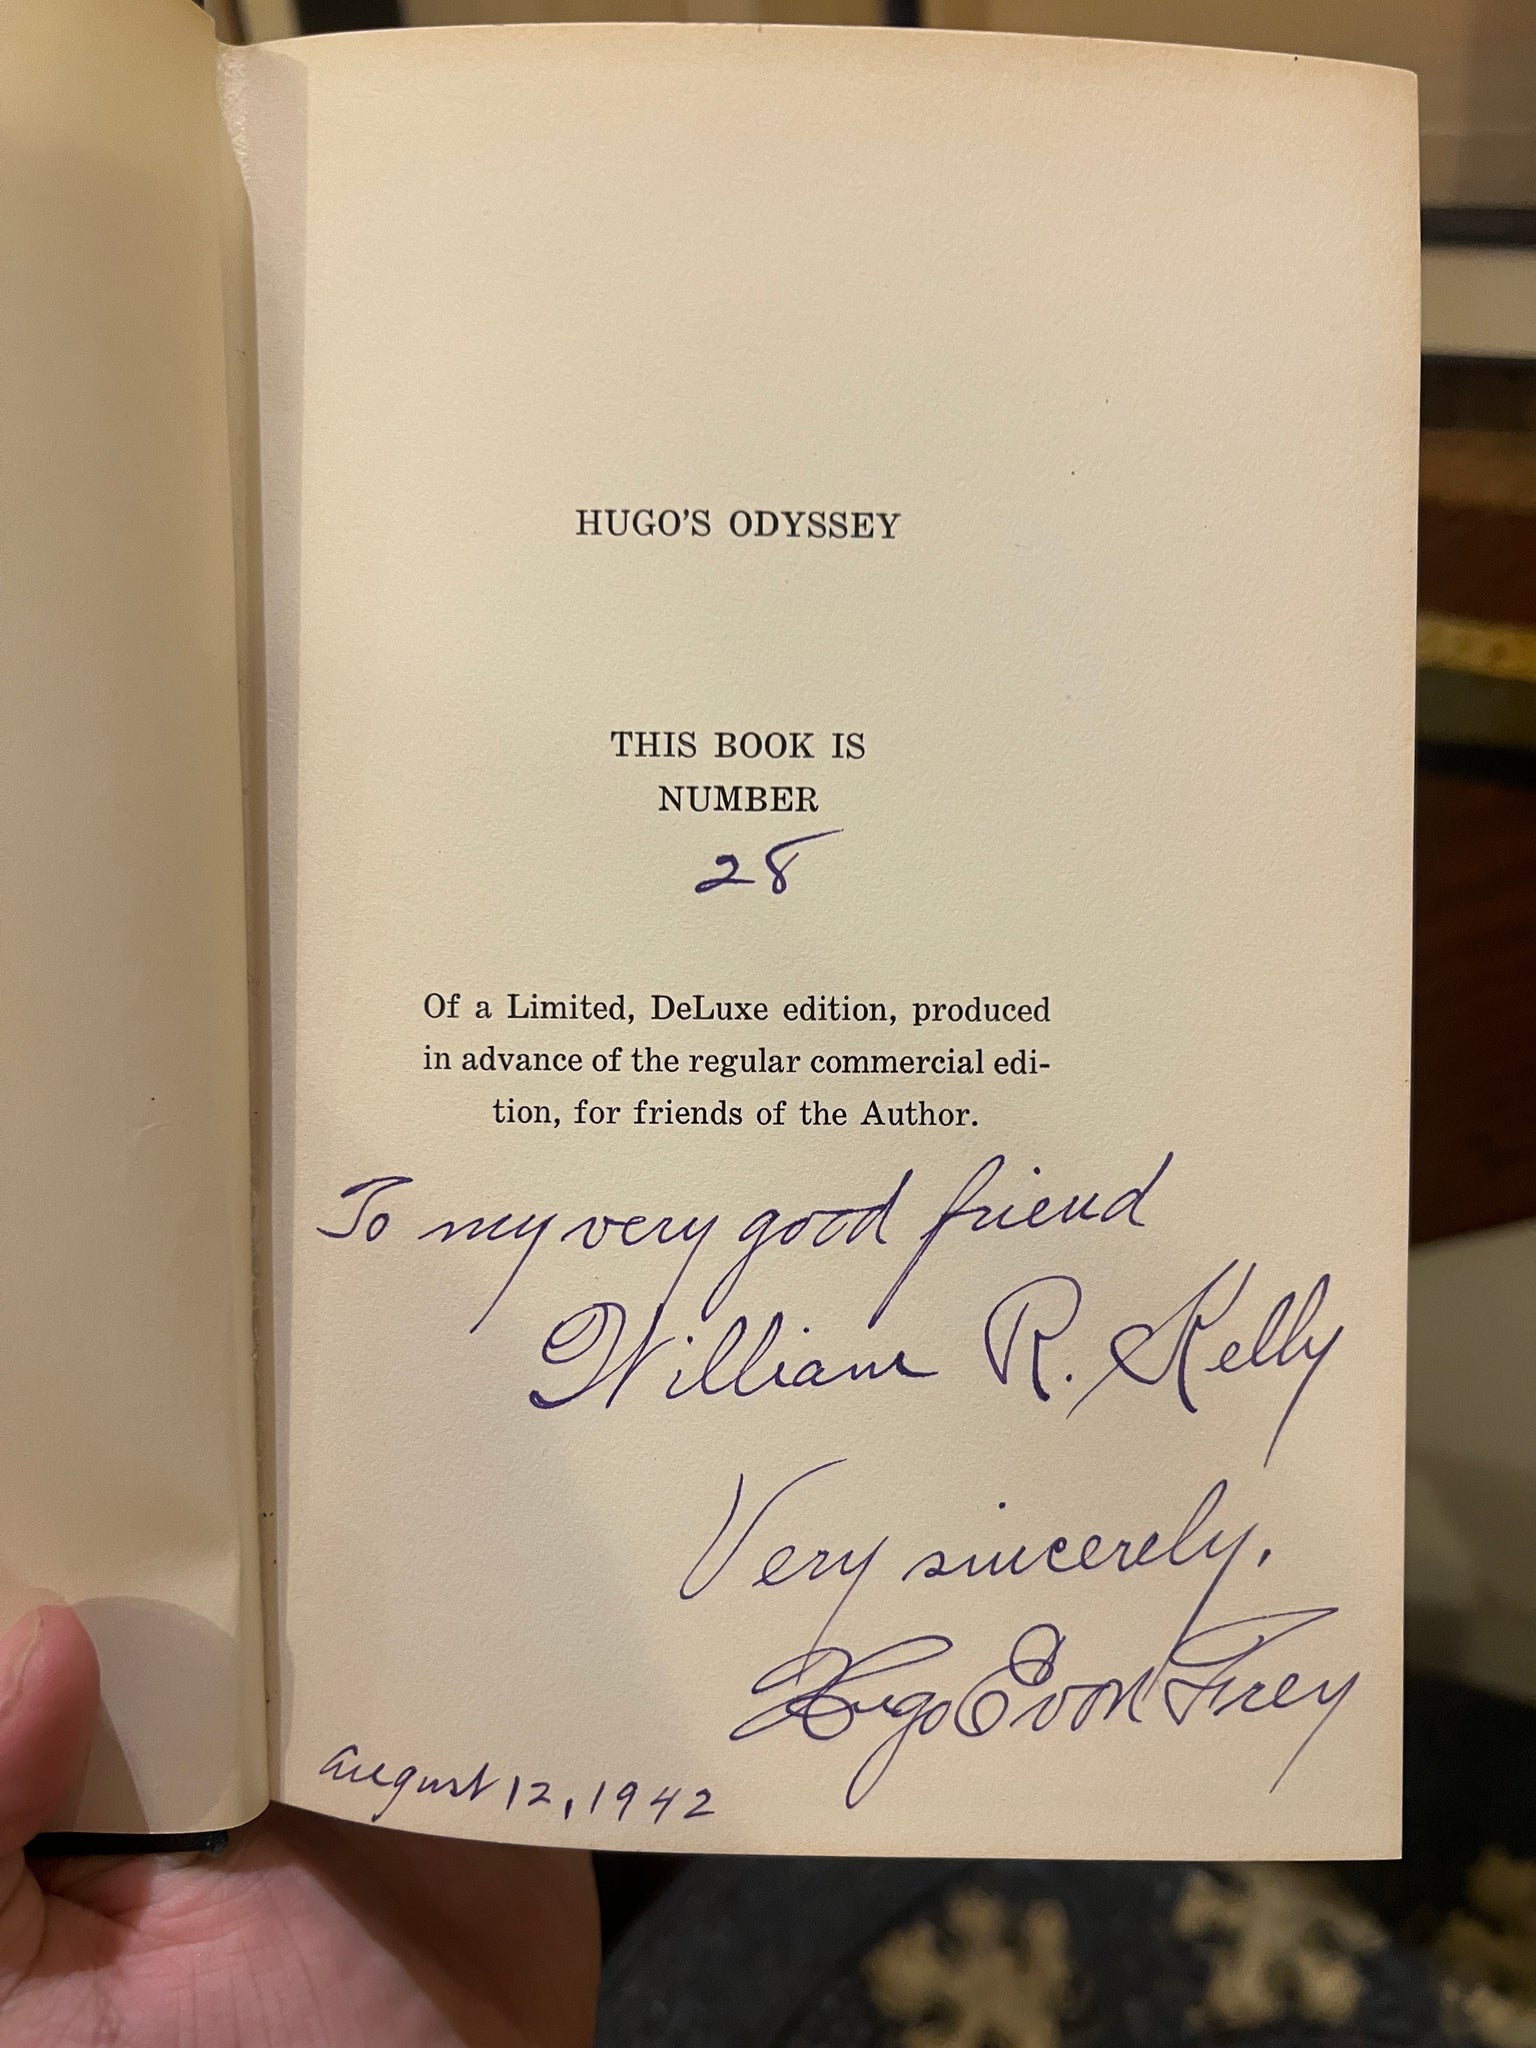 HUGO'S ODYSSEY
THIS BOOK IS
NUMBER
28
Of a Limited, DeLuxe edition, produced
in advance of the regular commercial edi-
tion, for friends of the Author.
To my very good friend
William R. Kelly
Very sincerely,
Hugo E von Frey
August 12, 1942